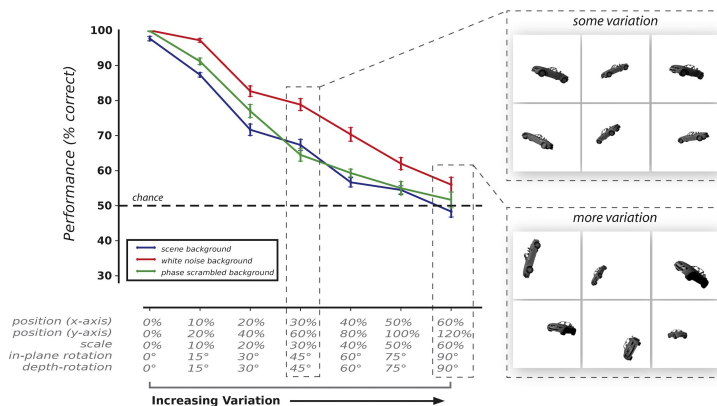 some variation
100
90
80
70
60
50
40
30
Performance (% correct)
chance
scene background
white noise background
phase scrambled background
more variation
position (x-axis) 0% 10% 20% 30% 40% 50% 60%
position (y-axis) 0% 20% 40% 60% 80% 100% 120%
scale 0% 10% 20% 30% 40% 50% 60%
in-plane rotation 0° 15° 30° 45° 60° 75° 90°
depth-rotation 0° 15° 30° 45° 60° 75° 90°
Increasing Variation